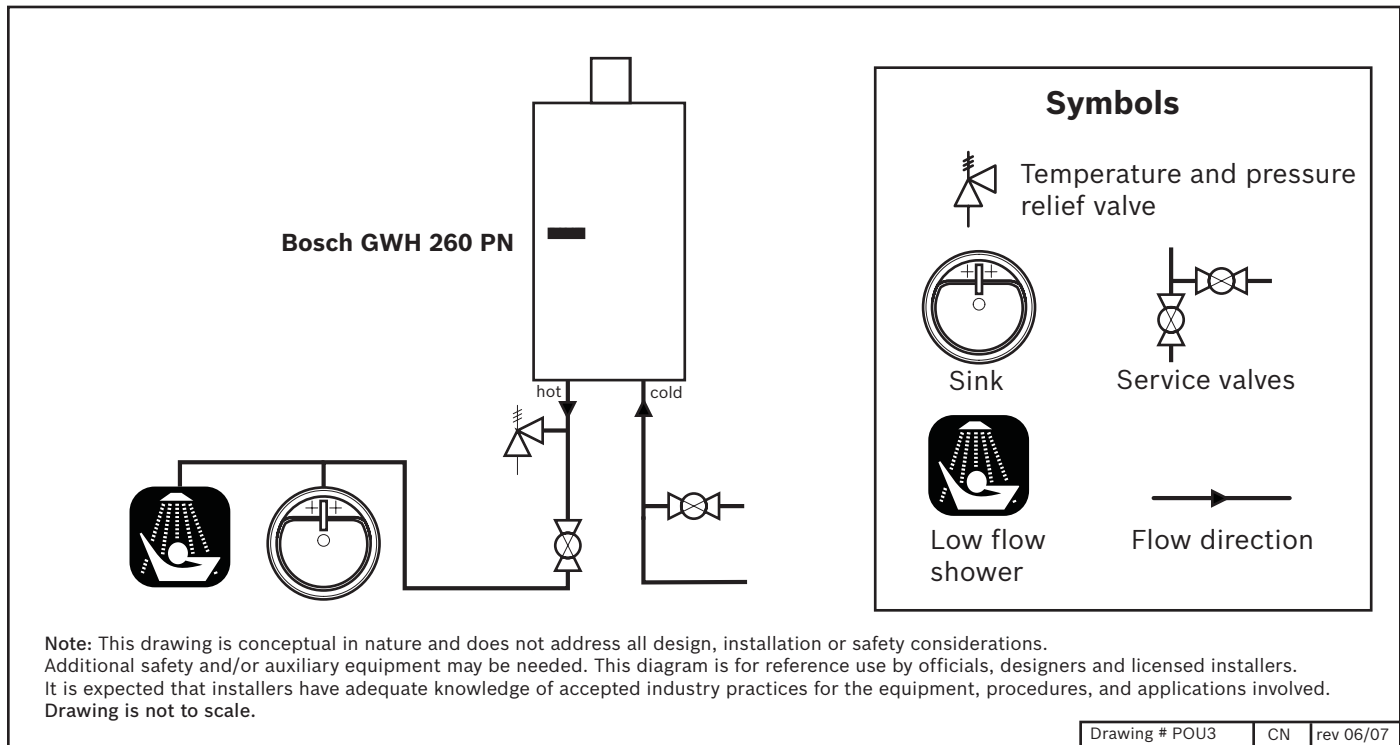 Bosch GWH 260 PN
hot
cold
Symbols
Temperature and pressure
relief valve
Sink
Service valves
Low flow
shower
Flow direction
Note: This drawing is conceptual in nature and does not address all design, installation or safety considerations.
Additional safety and/or auxiliary equipment may be needed. This diagram is for reference use by officials, designers and licensed installers.
It is expected that installers have adequate knowledge of accepted industry practices for the equipment, procedures, and applications involved.
Drawing is not to scale.
Drawing # POU3
CN
rev 06/07